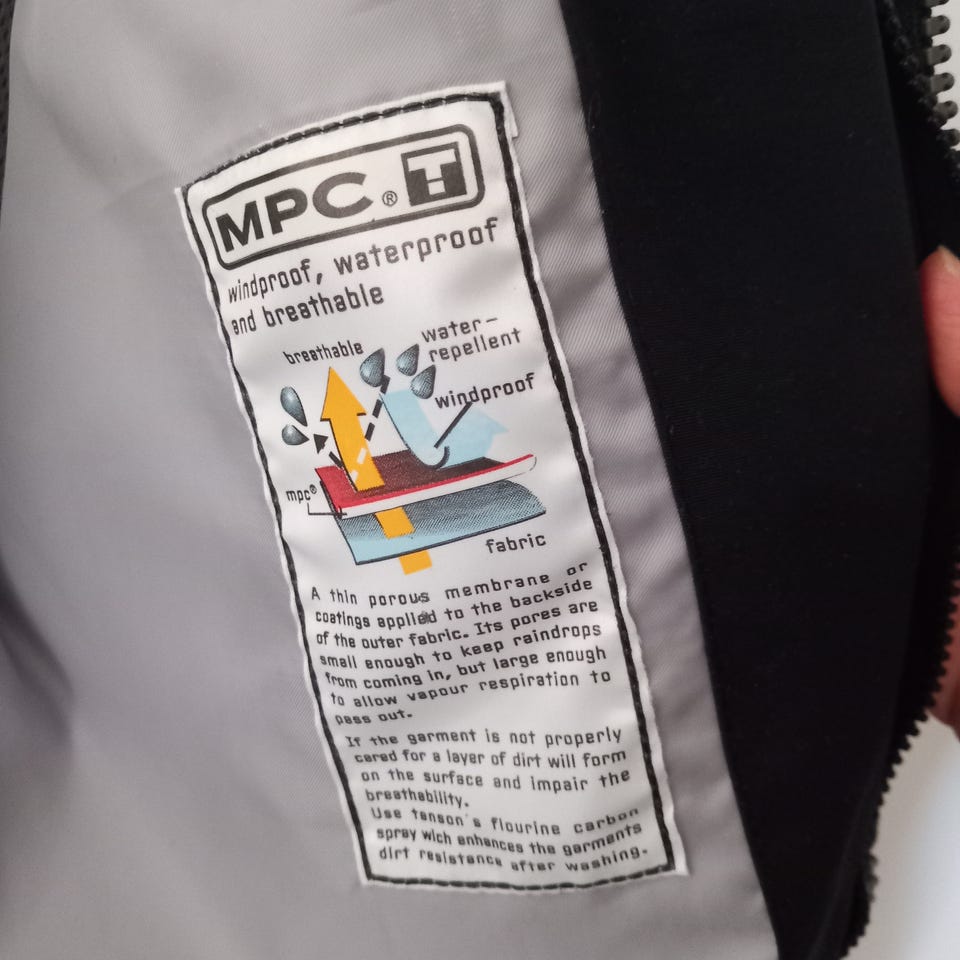 MPC® T
windproof, waterproof
and breathable
breathable
water-
repellent
windproof
mpc®
fabric
A thin porous membrane or
coatings applied to the backside
of the outer fabric. Its pores are
small enough to keep raindrops
from coming in, but large enough
to allow vapour respiration to
pass out.
If the garment is not properly
cared for a layer of dirt will form
on the surface and impair the
breathability.
Use tenson's flourine carbon
spray wich enhances the garments
dirt resistance after washing.